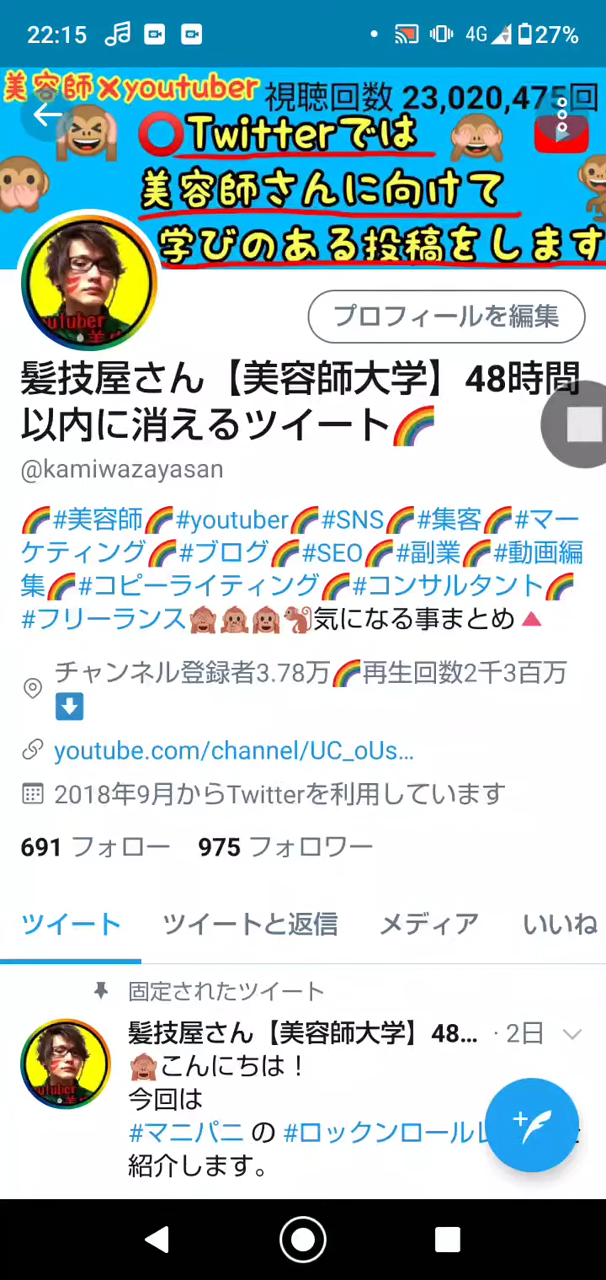 22:15
4G 27%
美容師×youtuber 視聴回数 23,020,475回
⭕Twitterでは
美容師さんに向けて
学びのある投稿をします
プロフィールを編集
髪技屋さん【美容師大学】48時間
以内に消えるツイート🌈
@kamiwazayasan
🌈#美容師🌈#youtuber🌈#SNS🌈#集客🌈#マー
ケティング🌈#ブログ🌈#SEO🌈#副業🌈#動画編
集🌈#コピーライティング🌈#コンサルタント🌈
#フリーランス🙈🙊🙉🐒気になる事まとめ🔺
チャンネル登録者3.78万🌈再生回数2千3百万
⬇️
youtube.com/channel/UC_oUs…
2018年9月からTwitterを利用しています
691 フォロー 975 フォロワー
ツイート ツイートと返信 メディア いいね
固定されたツイート
髪技屋さん【美容師大学】48… · 2日
🙈こんにちは！
今回は
#マニパニ の #ロックンロール
紹介します。